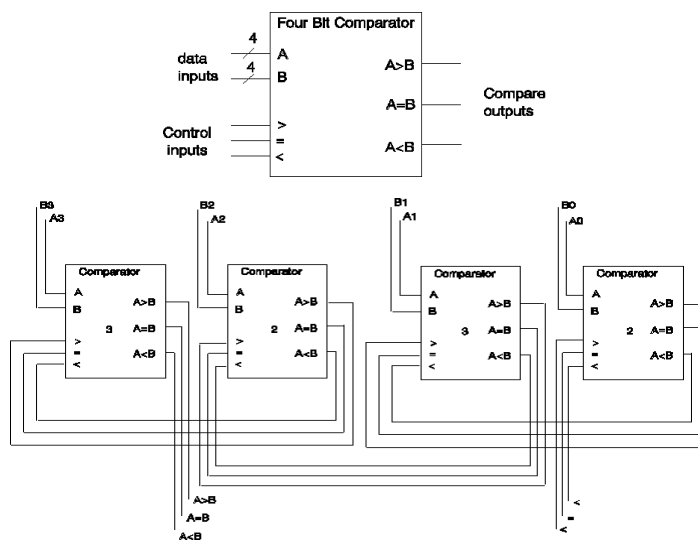 Four Bit Comparator
4
data inputs
A
4
B
A>B
A=B
A<B
Compare outputs
Control inputs
>
=
<
B3
A3
B2
A2
B1
A1
B0
A0
Comparator
A
B
3
>
=
<
A>B
A=B
A<B
Comparator
A
B
2
>
=
<
A>B
A=B
A<B
Comparator
A
B
3
>
=
<
A>B
A=B
A<B
Comparator
A
B
2
>
=
<
A>B
A=B
A<B
A>B
A=B
A<B
<
=
<